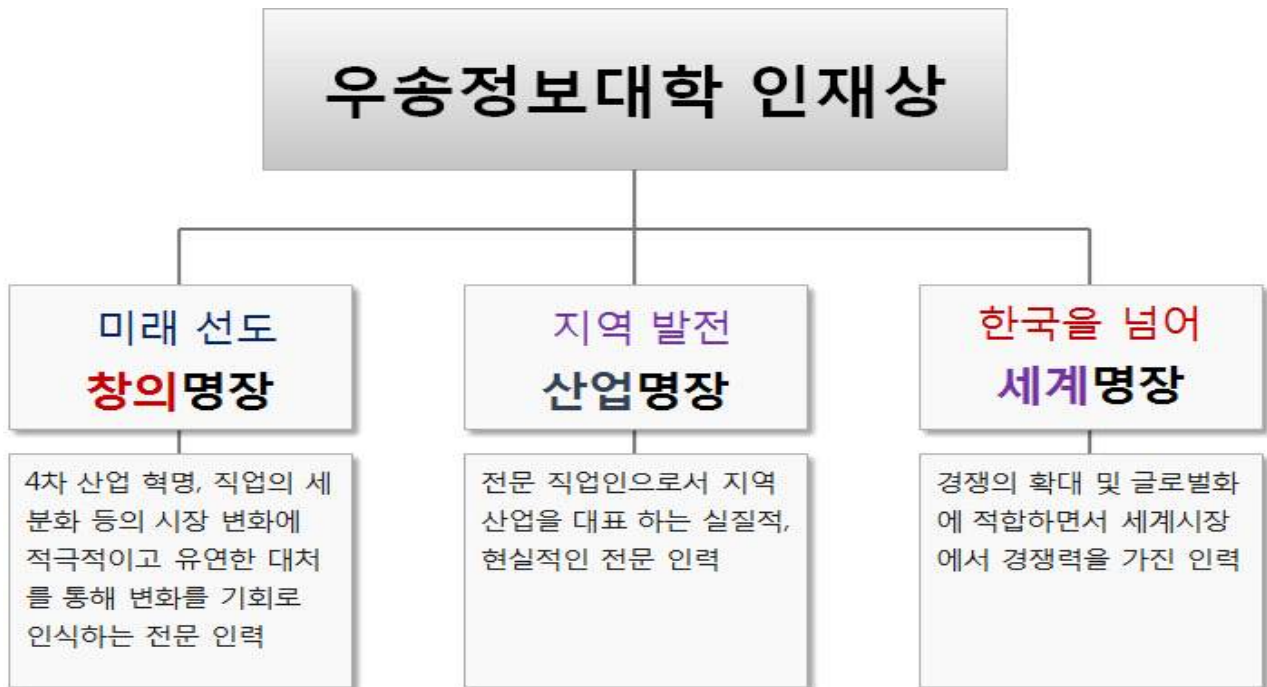 우송정보대학 인재상
미래 선도
창의명장
4차 산업 혁명, 직업의 세
분화 등의 시장 변화에
적극적이고 유연한 대처
를 통해 변화를 기회로
인식하는 전문 인력
지역 발전
산업명장
전문 직업인으로서 지역
산업을 대표 하는 실질적,
현실적인 전문 인력
한국을 넘어
세계명장
경쟁의 확대 및 글로벌화
에 적합하면서 세계시장
에서 경쟁력을 가진 인력